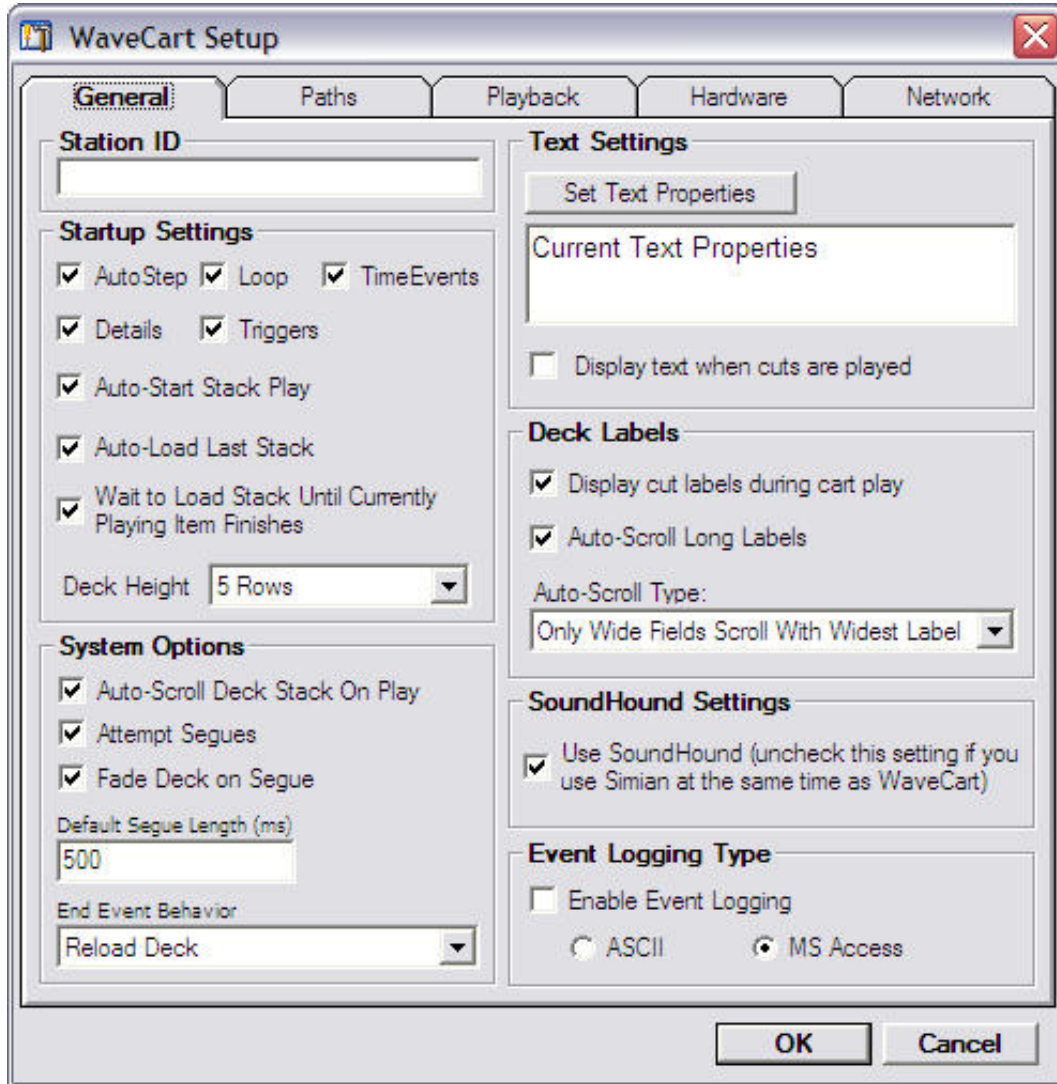 WaveCart Setup
General
Paths
Playback
Hardware
Network
Station ID
Startup Settings
AutoStep
Loop
TimeEvents
Details
Triggers
Auto-Start Stack Play
Auto-Load Last Stack
Wait to Load Stack Until Currently
Playing Item Finishes
Deck Height
5 Rows
System Options
Auto-Scroll Deck Stack On Play
Attempt Segues
Fade Deck on Segue
Default Segue Length (ms)
500
End Event Behavior
Reload Deck
Text Settings
Set Text Properties
Current Text Properties
Display text when cuts are played
Deck Labels
Display cut labels during cart play
Auto-Scroll Long Labels
Auto-Scroll Type:
Only Wide Fields Scroll With Widest Label
SoundHound Settings
Use SoundHound (uncheck this setting if you
use Simian at the same time as WaveCart)
Event Logging Type
Enable Event Logging
ASCII
MS Access
OK
Cancel